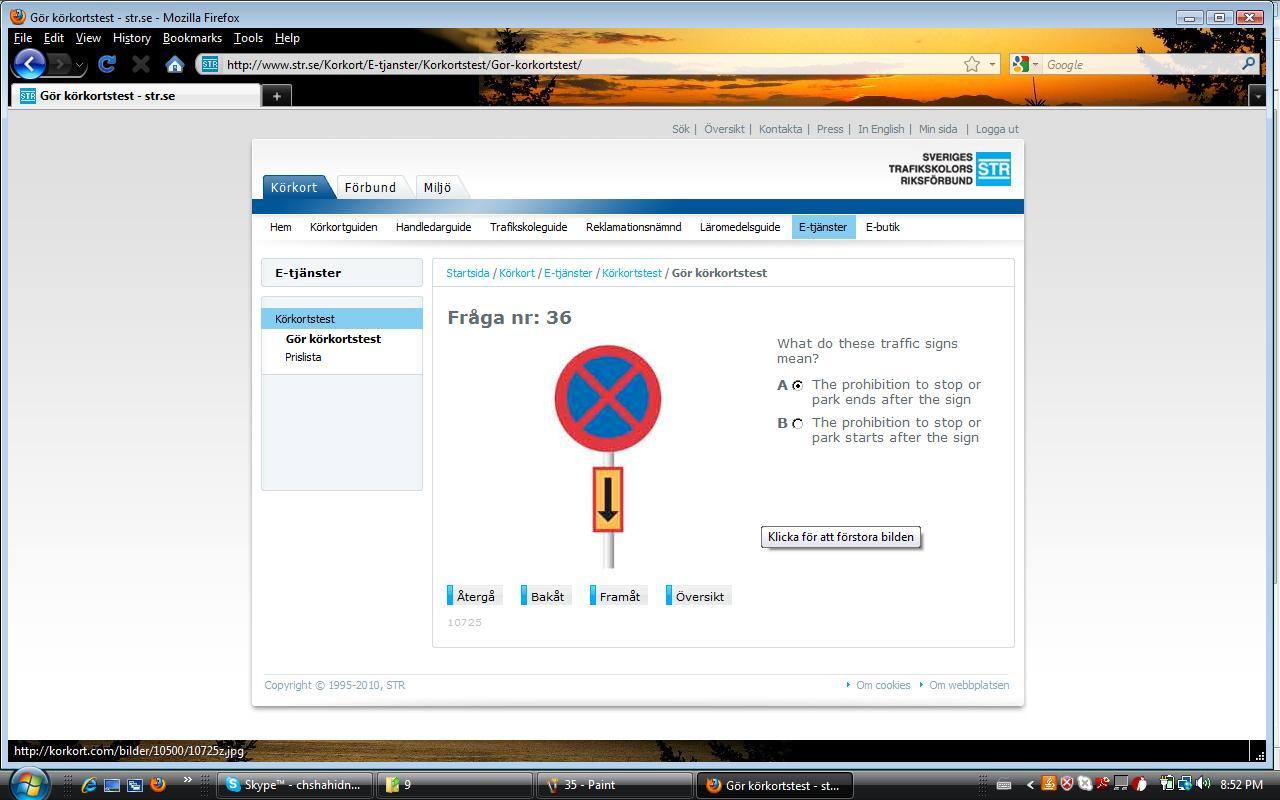 Gör körkortstest - str.se - Mozilla Firefox
File Edit View History Bookmarks Tools Help
http://www.str.se/Korkort/E-tjanster/Korkortstest/Gor-korkortstest/
Google
STR Gör körkortstest - str.se
Sök | Översikt | Kontakta | Press | In English | Min sida | Logga ut
SVERIGES
TRAFIKSKOLORS
RIKSFÖRBUND
STR
Körkort Förbund Miljö
Hem Körkortguiden Handledarguide Trafikskoleguide Reklamationsnämnd Läromedelsguide E-tjänster E-butik
E-tjänster
Startsida / Körkort / E-tjänster / Körkortstest / Gör körkortstest
Körkortstest
Gör körkortstest
Prislista
Fråga nr: 36
What do these traffic signs
mean?
A The prohibition to stop or
park ends after the sign
B The prohibition to stop or
park starts after the sign
Klicka för att förstora bilden
Återgå Bakåt Framåt Översikt
10725
Copyright © 1995-2010, STR
Om cookies Om webbplatsen
http://korkort.com/bilder/10500/10725z.jpg
Skype™ - chshahidn... 9 35 - Paint Gör körkortstest - st... 8:52 PM